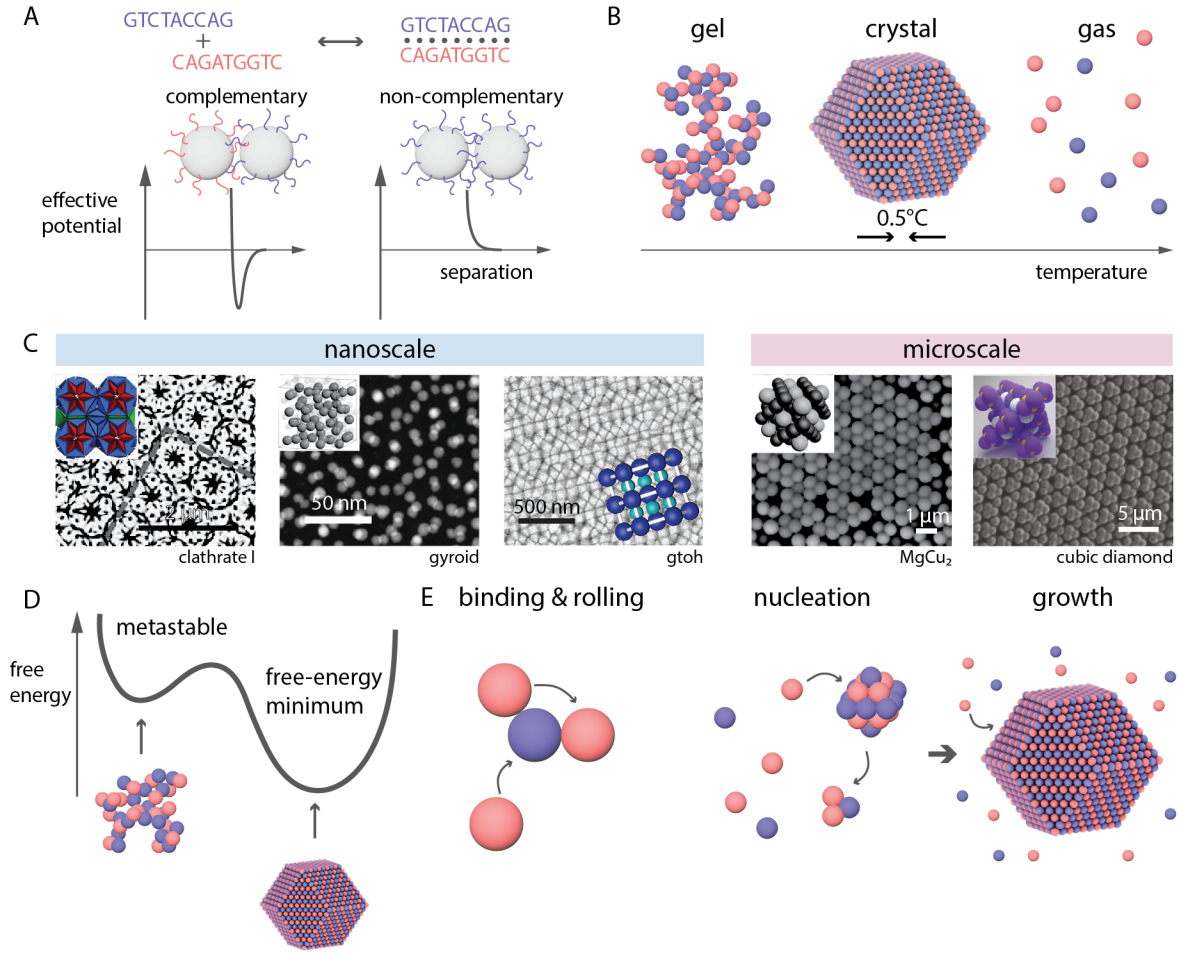 A
GTCTACCAG
+
CAGATGGTC
GTCTACCAG
CAGATGGTC
complementary
non-complementary
effective
potential
separation
B
gel
crystal
gas
0.5°C
temperature
C
nanoscale
microscale
2 µm
50 nm
500 nm
1 µm
5 µm
clathrate I
gyroid
gtoh
MgCu₂
cubic diamond
D
metastable
free
energy
free-energy
minimum
E
binding & rolling
nucleation
growth